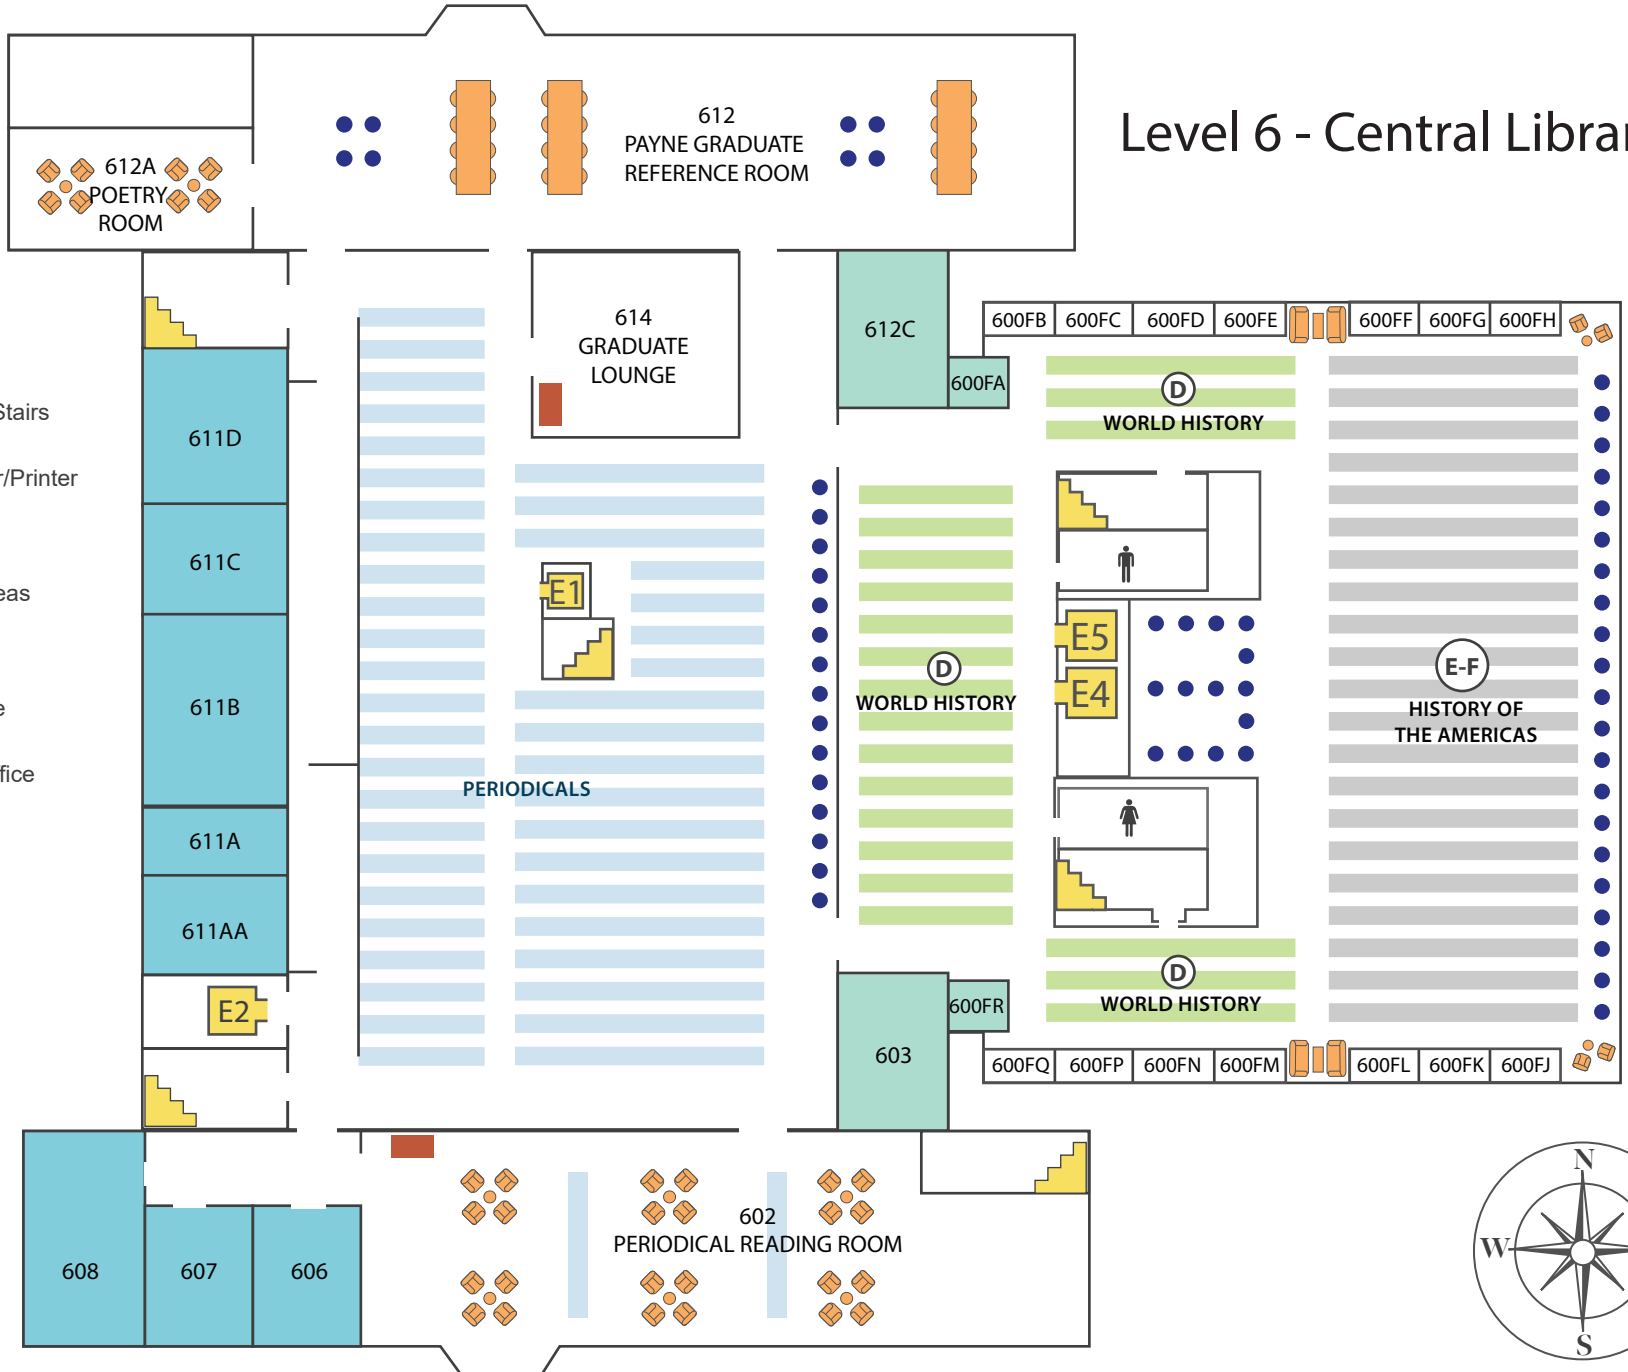 Level 6 - Central Librar
612
PAYNE GRADUATE
REFERENCE ROOM
612A
POETRY
ROOM
614
GRADUATE
LOUNGE
612C
600FA
600FB
600FC
600FD
600FE
600FF
600FG
600FH
D
WORLD HISTORY
Stairs
r/Printer
eas
e
ffice
611D
611C
611B
611A
611AA
E1
E2
PERIODICALS
D
WORLD HISTORY
E5
E4
E-F
HISTORY OF
THE AMERICAS
D
WORLD HISTORY
603
600FR
600FQ
600FP
600FN
600FM
600FL
600FK
600FJ
608
607
606
602
PERIODICAL READING ROOM
N
W
S